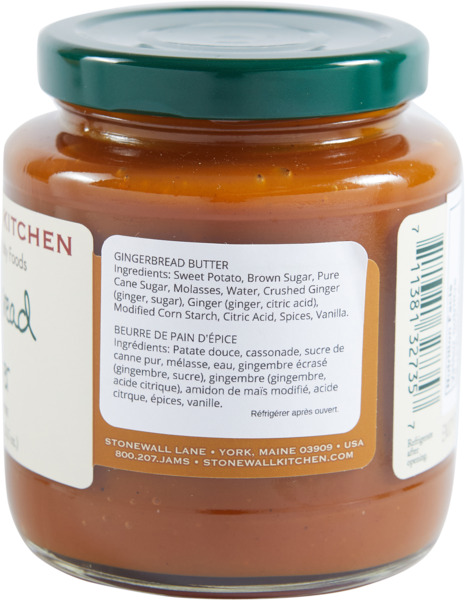 KITCHEN
Foods
GINGERBREAD BUTTER
Ingredients: Sweet Potato, Brown Sugar, Pure
Cane Sugar, Molasses, Water, Crushed Ginger
(ginger, sugar), Ginger (ginger, citric acid),
Modified Corn Starch, Citric Acid, Spices, Vanilla.
BEURRE DE PAIN D'ÉPICE
Ingrédients: Patate douce, cassonade, sucre de
canne pur, mélasse, eau, gingembre écrasé
(gingembre, sucre), gingembre (gingembre,
acide citrique), amidon de maïs modifié, acide
citrque, épices, vanille.
Réfrigérer après ouvert.
STONEWALL LANE • YORK, MAINE 03909 • USA
800.207.JAMS • STONEWALLKITCHEN.COM
7 11381 32735 7
Refrigerate
after
opening.